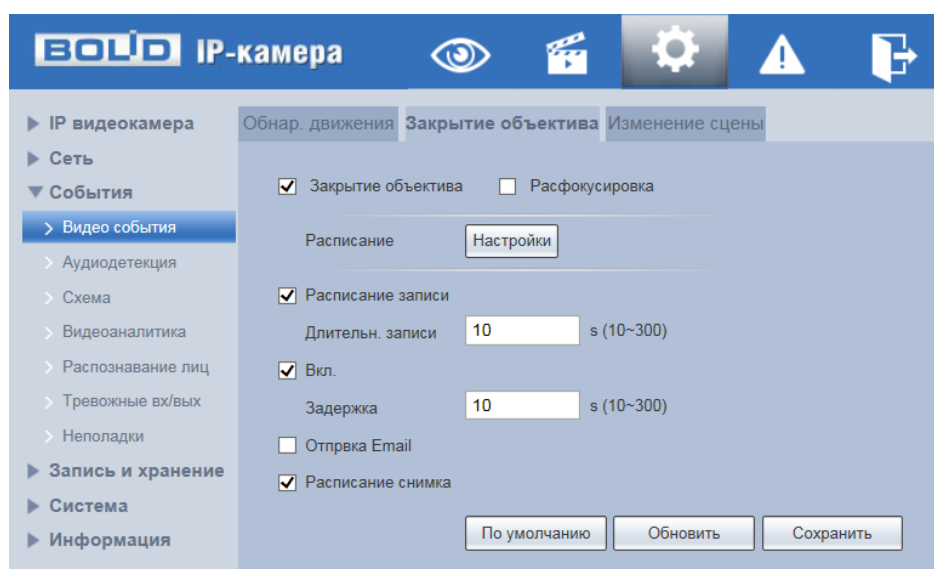 BOLID IP-камера
IP видеокамера
Сеть
События
Видео события
Аудиодетекция
Схема
Видеоаналитика
Распознавание лиц
Тревожные вх/вых
Неполадки
Запись и хранение
Система
Информация
Обнар. движения Закрытие объектива Изменение сцены
Закрытие объектива Расфокусировка
Расписание Настройки
Расписание записи
Длительн. записи 10 s (10~300)
Вкл.
Задержка 10 s (10~300)
Отпрвка Email
Расписание снимка
По умолчанию Обновить Сохранить